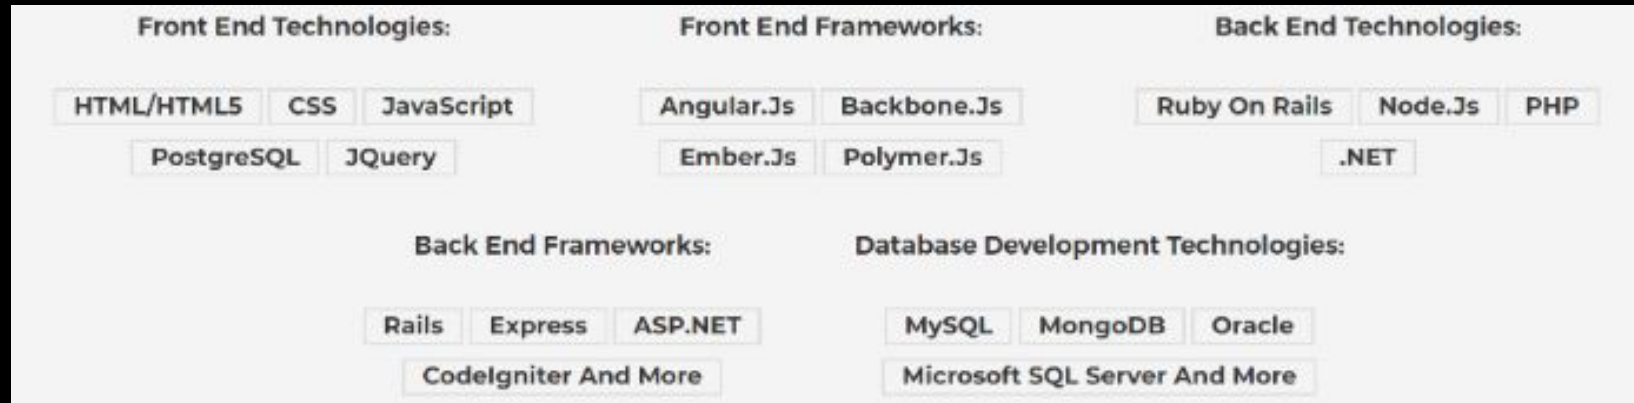 Front End Technologies:
HTML/HTML5 CSS JavaScript
PostgreSQL JQuery
Front End Frameworks:
Angular.Js Backbone.Js
Ember.Js Polymer.Js
Back End Technologies:
Ruby On Rails Node.Js PHP
.NET
Back End Frameworks:
Rails Express ASP.NET
CodeIgniter And More
Database Development Technologies:
MySQL MongoDB Oracle
Microsoft SQL Server And More